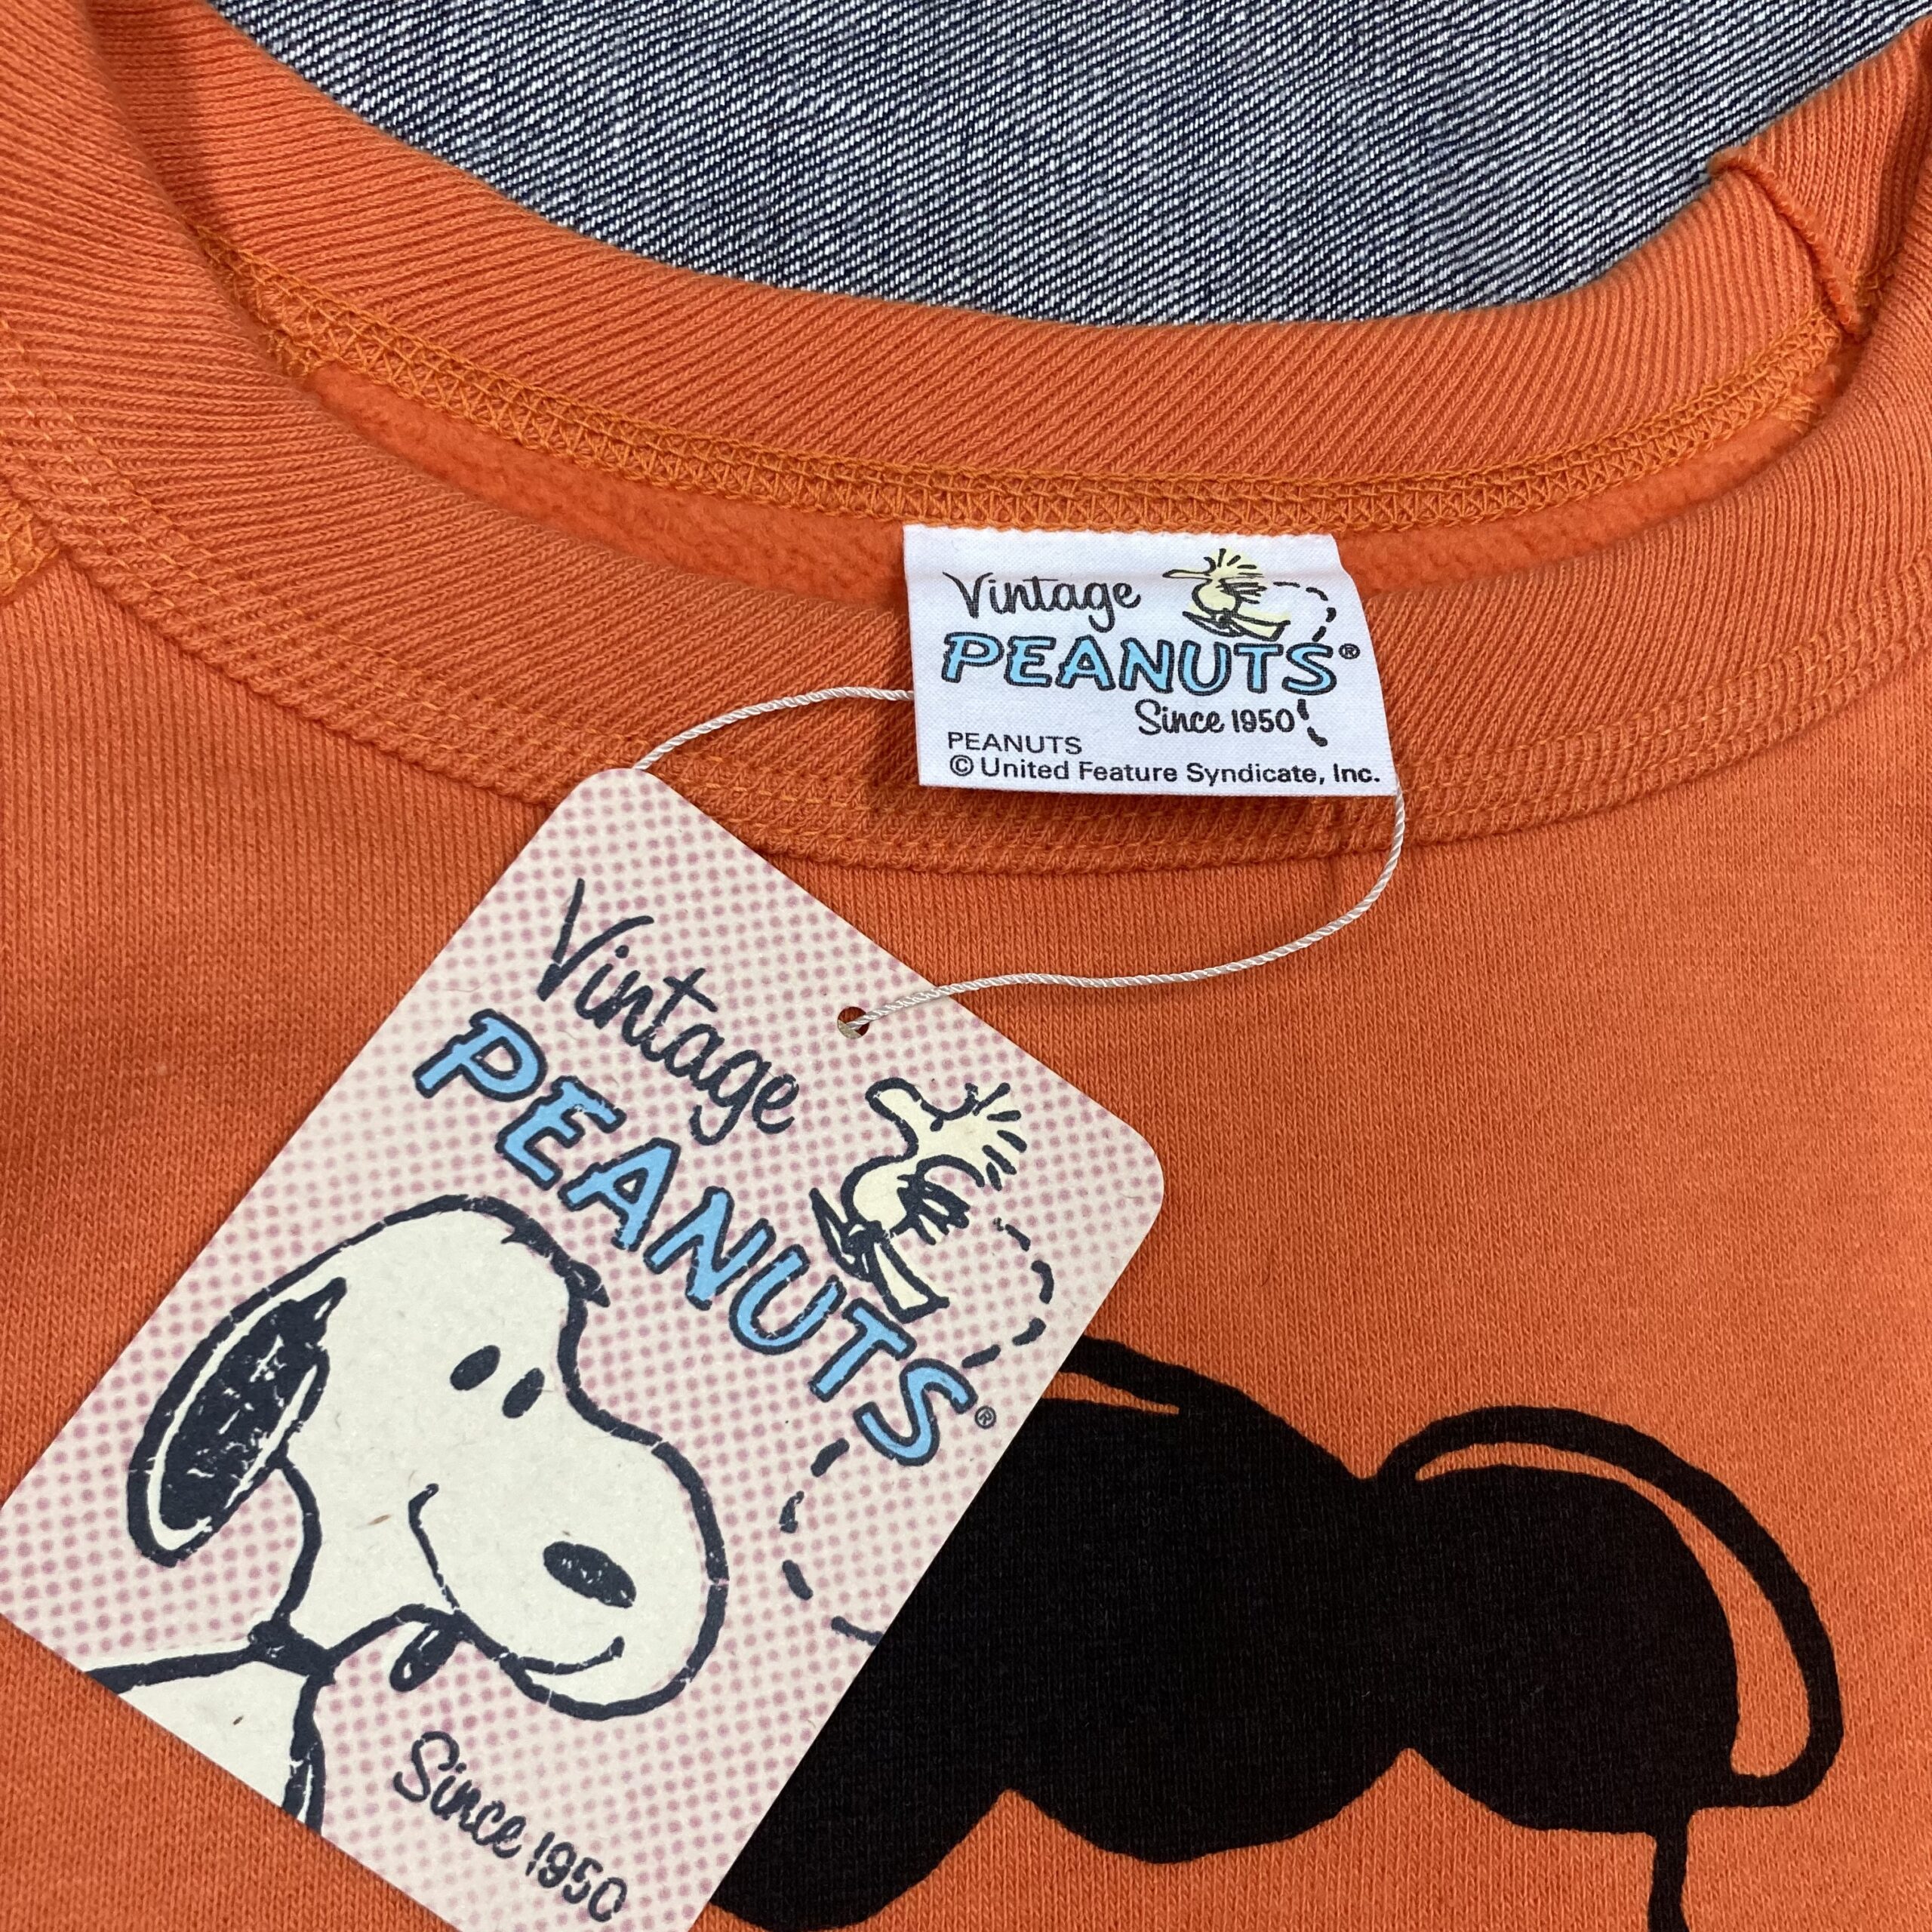 Vintage
PEANUTS®
Since 1950
PEANUTS
© United Feature Syndicate, Inc.
Vintage
PEANUTS®
Since 1950